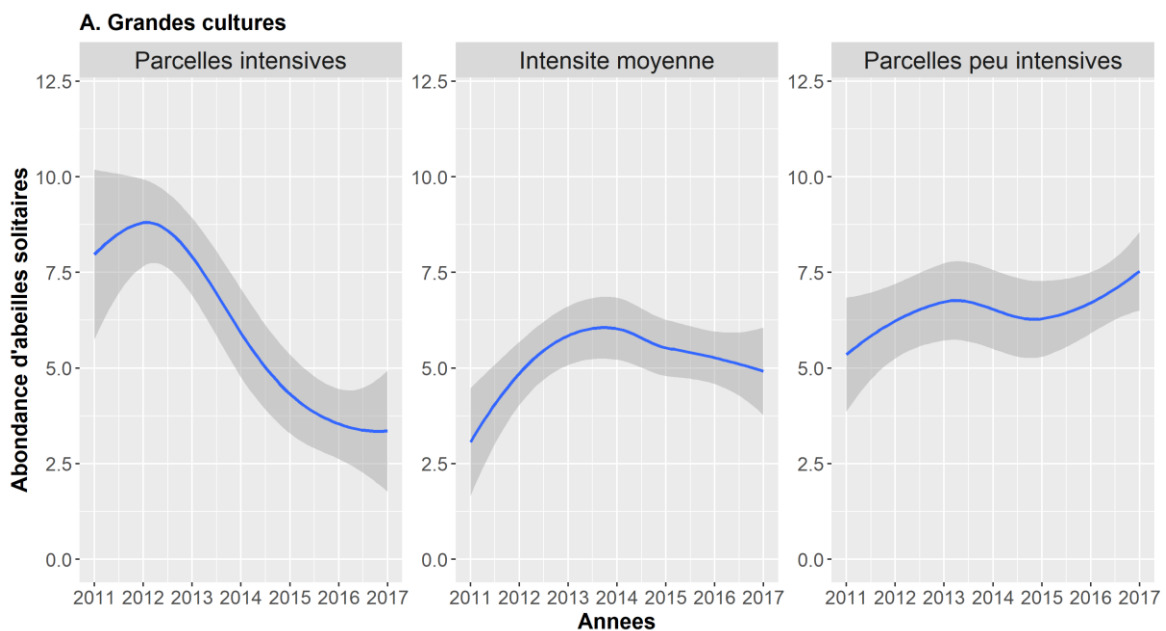 A. Grandes cultures
Parcelles intensives
Intensite moyenne
Parcelles peu intensives
Abondance d'abeilles solitaires
12.5
10.0
7.5
5.0
2.5
0.0
12.5
10.0
7.5
5.0
2.5
0.0
12.5
10.0
7.5
5.0
2.5
0.0
2011 2012 2013 2014 2015 2016 2017
2011 2012 2013 2014 2015 2016 2017
2011 2012 2013 2014 2015 2016 2017
Annees